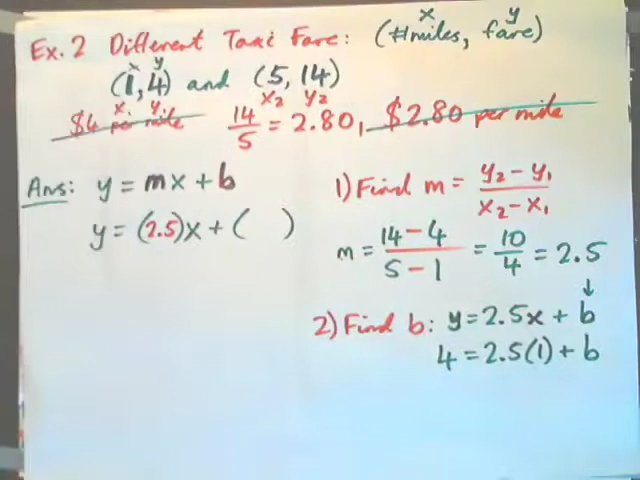 Ex. 2 Different Taxi Fare: (#miles, fare)
x y
(1, 4) and (5, 14)
x y
x₁ y₁ x₂ y₂
$4 per mile 14/5 = 2.80, $2.80 per mile
Ans: y = mx + b
y = (2.5)x + ( )
1) Find m = (y₂ - y₁)/(x₂ - x₁)
m = (14 - 4)/(5 - 1) = 10/4 = 2.5
↓
2) Find b: y = 2.5x + b
4 = 2.5(1) + b